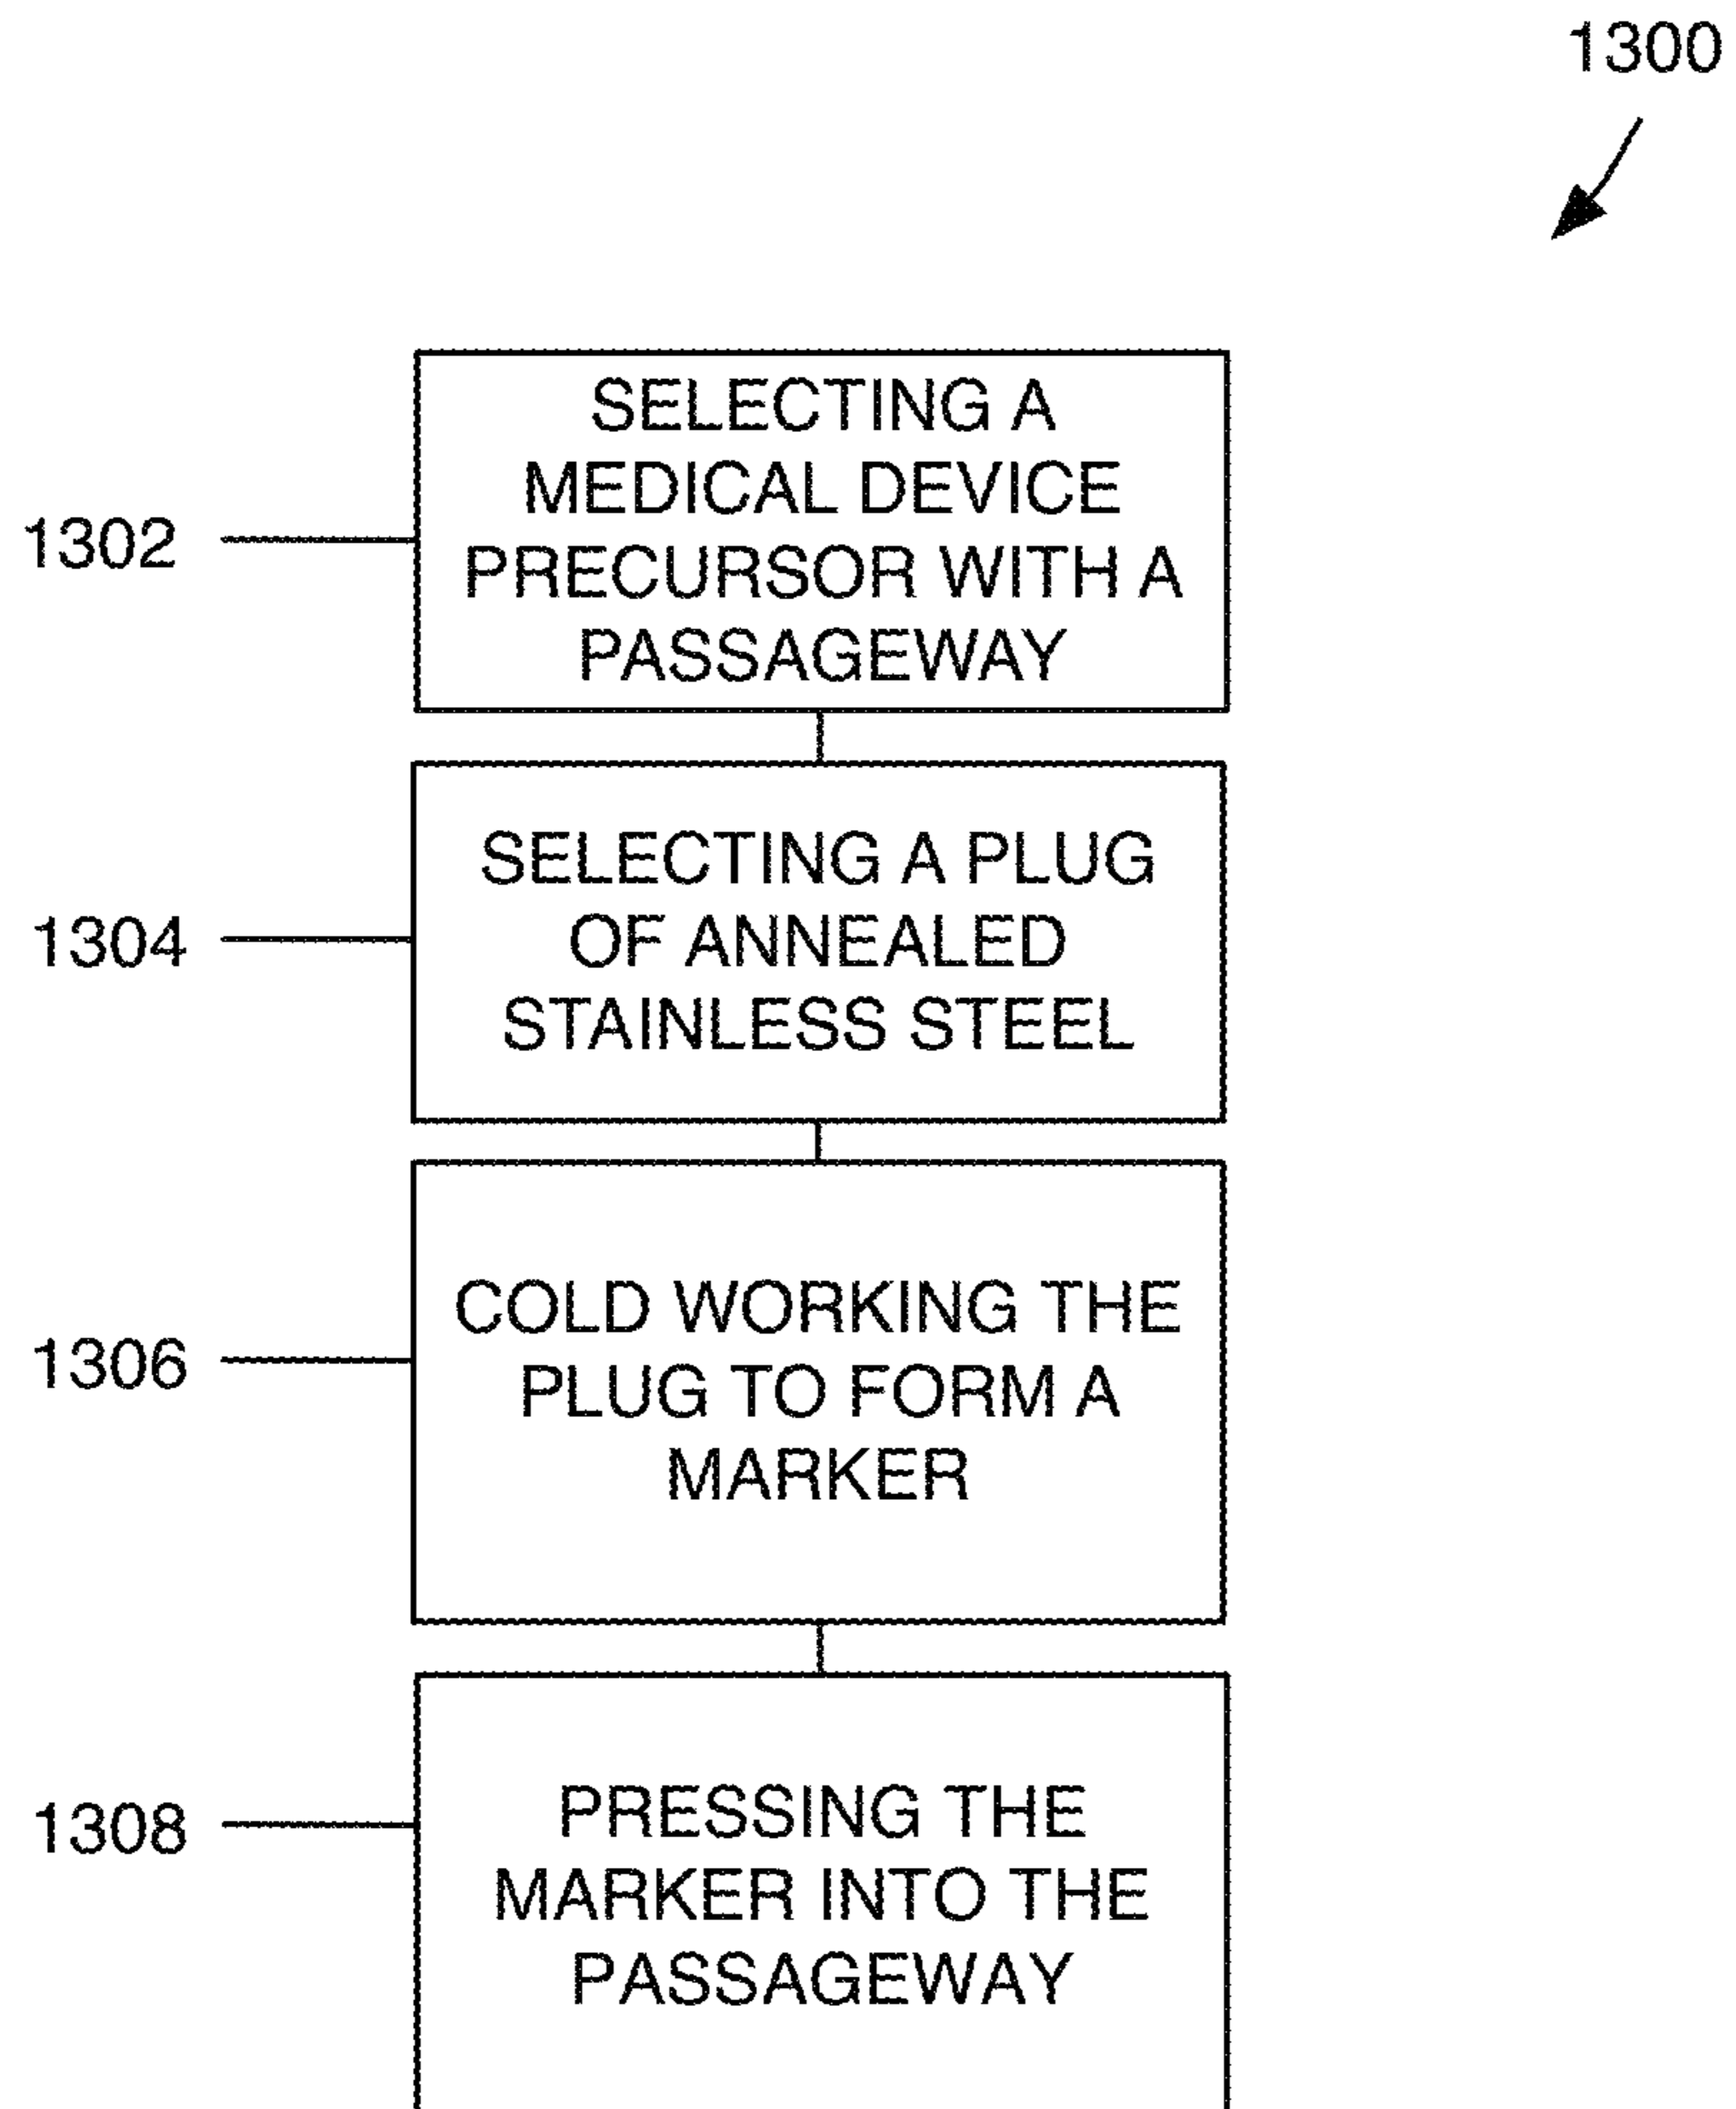 1300
SELECTING A
MEDICAL DEVICE
PRECURSOR WITH A
PASSAGEWAY
1302
SELECTING A PLUG
OF ANNEALED
STAINLESS STEEL
1304
COLD WORKING THE
PLUG TO FORM A
MARKER
1306
PRESSING THE
MARKER INTO THE
PASSAGEWAY
1308